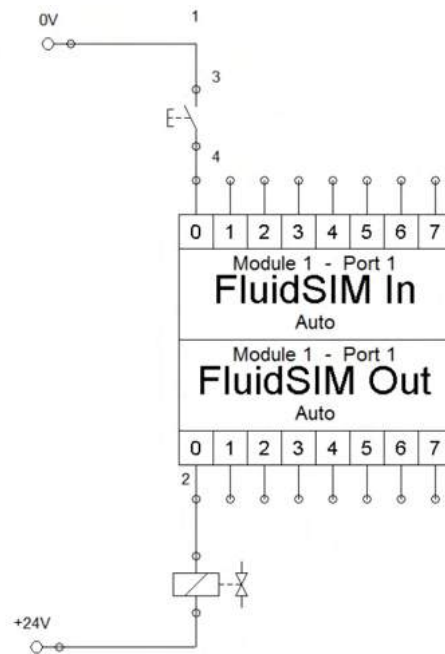 1
0V
3
4
0 1 2 3 4 5 6 7
Module 1 - Port 1
FluidSIM In
Auto
Module 1 - Port 1
FluidSIM Out
Auto
0 1 2 3 4 5 6 7
2
+24V